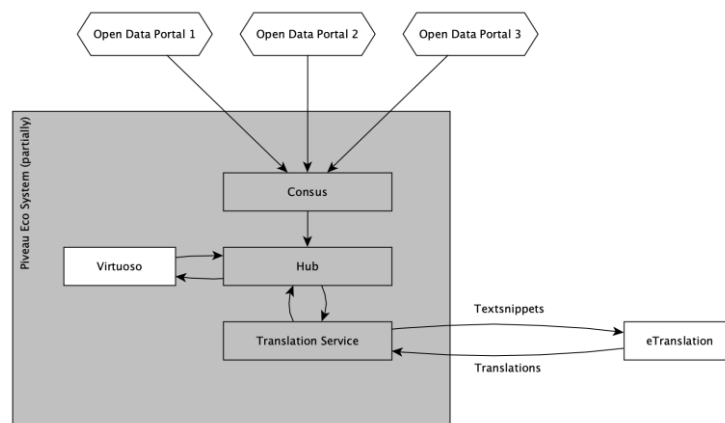 Open Data Portal 1
Open Data Portal 2
Open Data Portal 3
Piveau Eco System (partially)
Consus
Virtuoso
Hub
Textsnippets
Translation Service
eTranslation
Translations